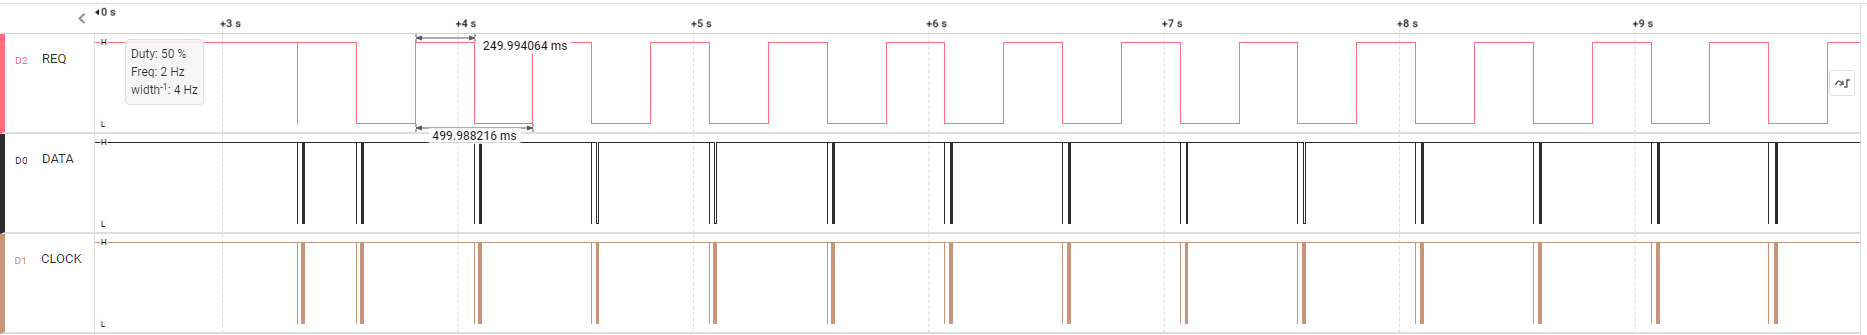 0 s
+3 s
+4 s
+5 s
+6 s
+7 s
+8 s
+9 s
D2 REQ
H
L
Duty: 50 %
Freq: 2 Hz
width-1: 4 Hz
249.994064 ms
499.988216 ms
D0 DATA
H
L
D1 CLOCK
H
L